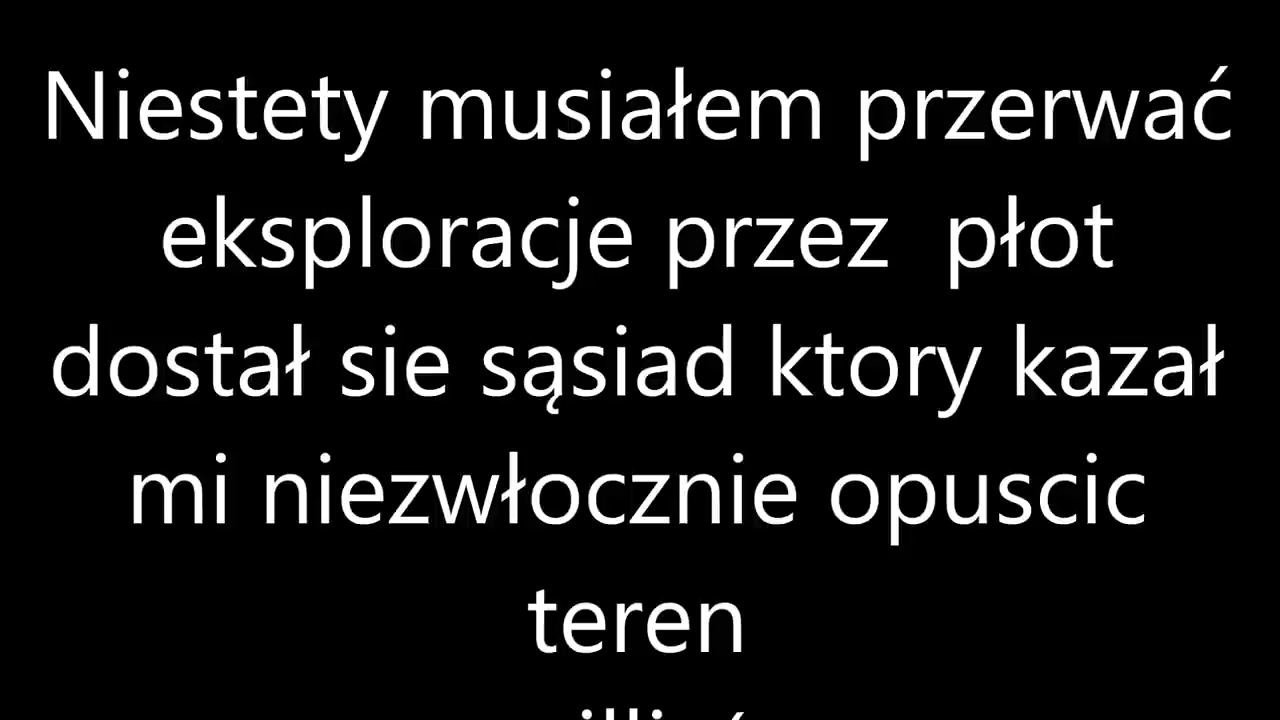 Niestety musiałem przerwać
eksploracje przez  płot
dostał sie sąsiad ktory kazał
mi niezwłocznie opuscic
teren